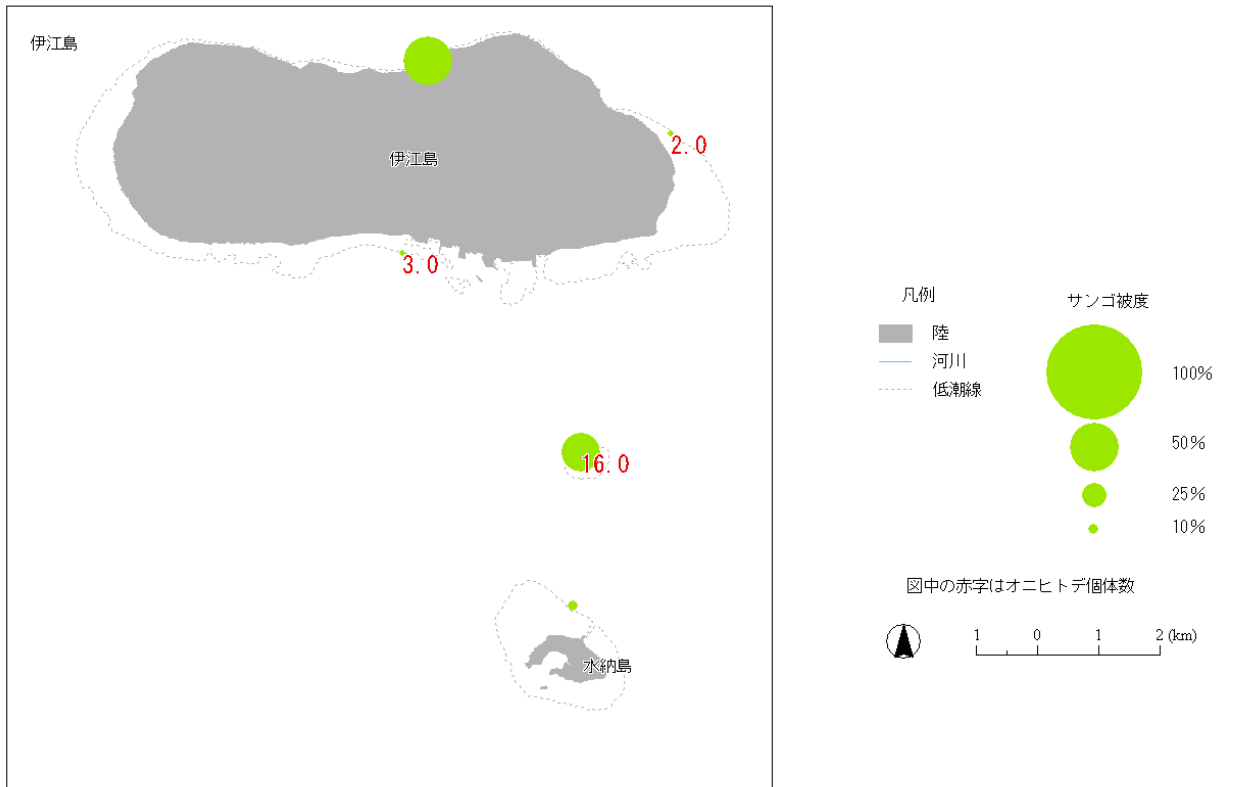 伊江島
2.0
伊江島
3.0
16.0
水納島
凡例
陸
河川
低潮線
サンゴ被度
100%
50%
25%
10%
図中の赤字はオニヒトデ個体数
1 0 1 2 (km)